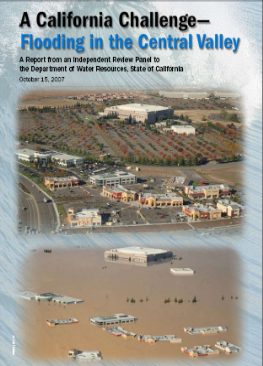 A California Challenge—
Flooding in the Central Valley
A Report from an Independent Review Panel to
the Department of Water Resources, State of California
October 15, 2007